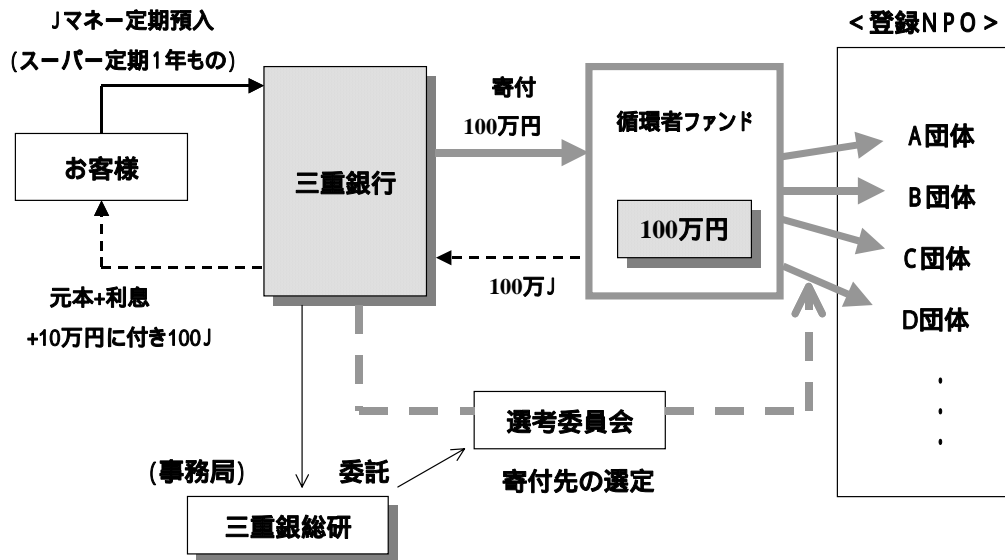 Jマネー定期預入
(スーパー定期1年もの)
お客様
元本+利息
+10万円に付き100J
三重銀行
寄付
100万円
100万J
循環者ファンド
100万円
<登録NPO>
A団体
B団体
C団体
D団体
・
・
・
選考委員会
寄付先の選定
(事務局)
委託
三重銀総研